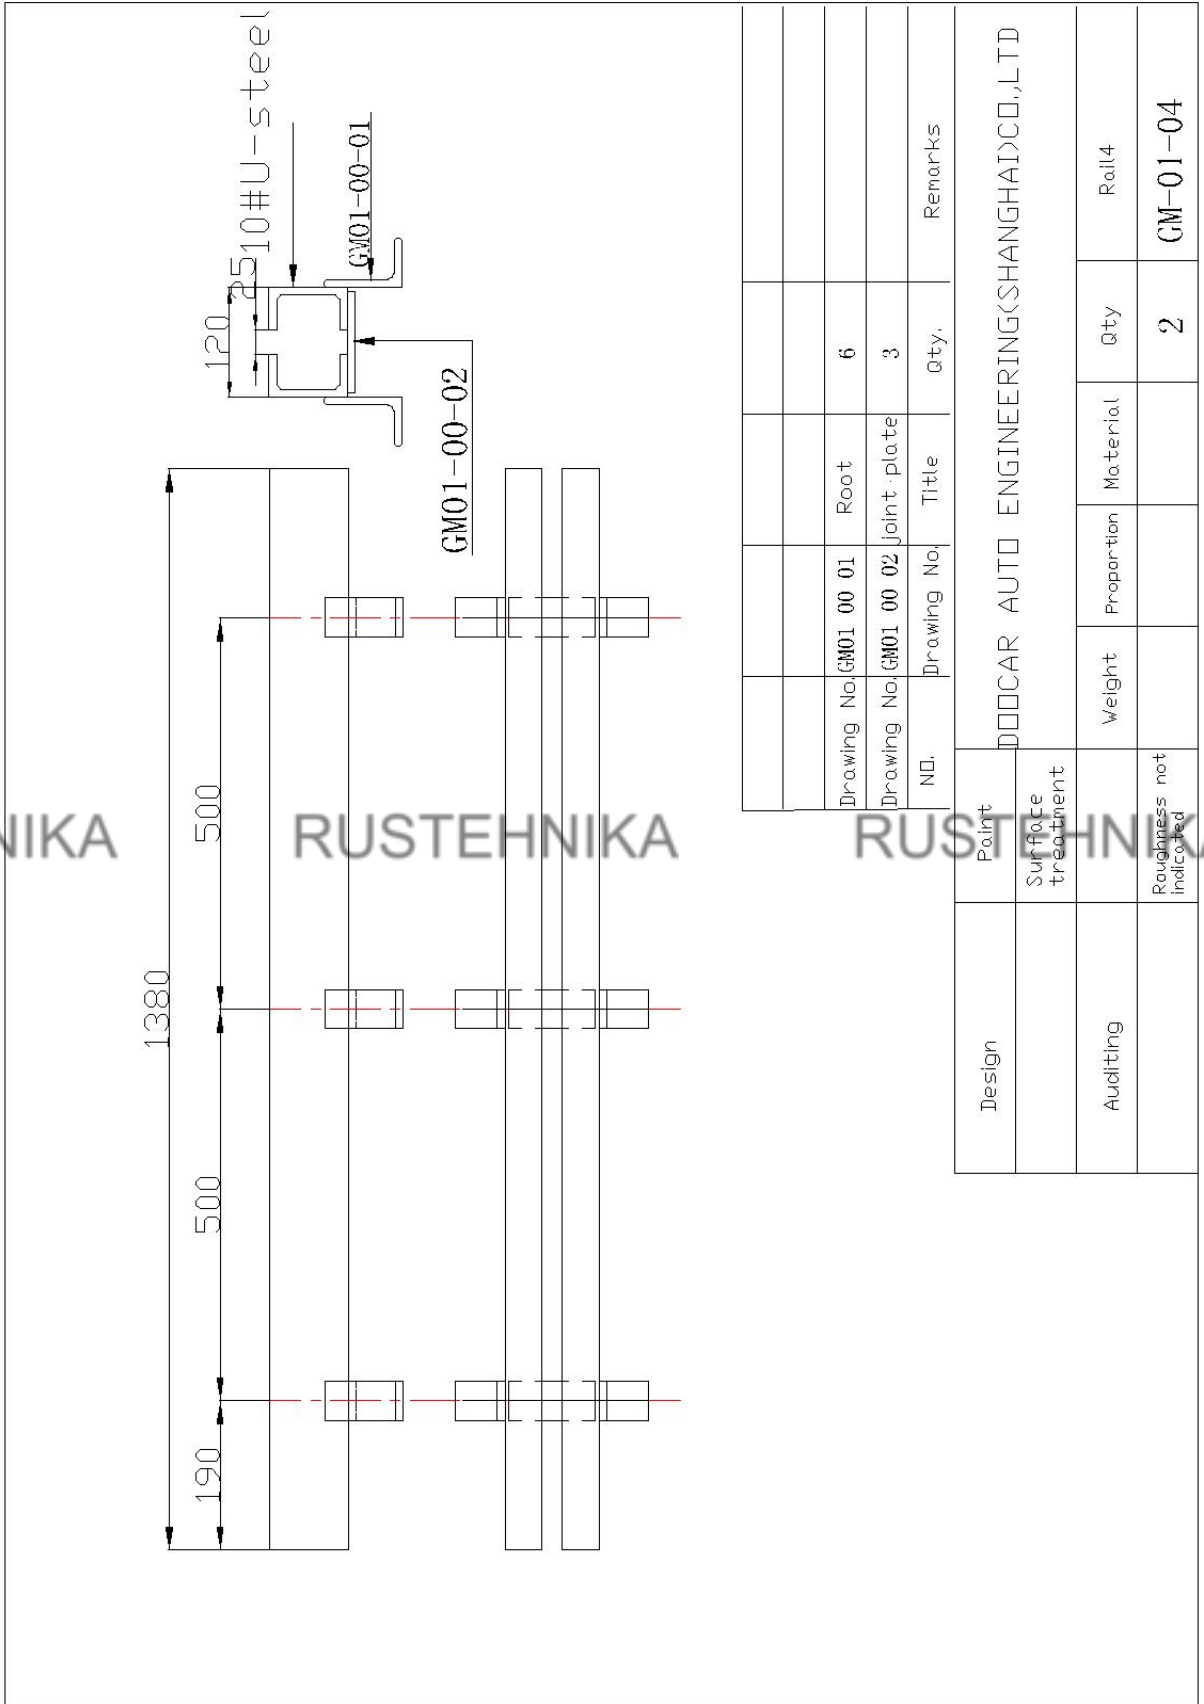 1380
190
500
500
120
25
10#U-steel
GM01-00-01
GM01-00-02
Drawing No. GM01 00 01 Root 6
Drawing No. GM01 00 02 joint plate 3
NO. Drawing No. Title Qty. Remarks
Design Paint DOOCAR AUTO ENGINEERING(SHANGHAI)CO.,LTD
Surface
treatment
Auditing Weight Proportion Material Qty Rail4
Roughness not
indicated
2 GM-01-04
NIKA
RUSTEHNIKA
RUSTEHNIKA